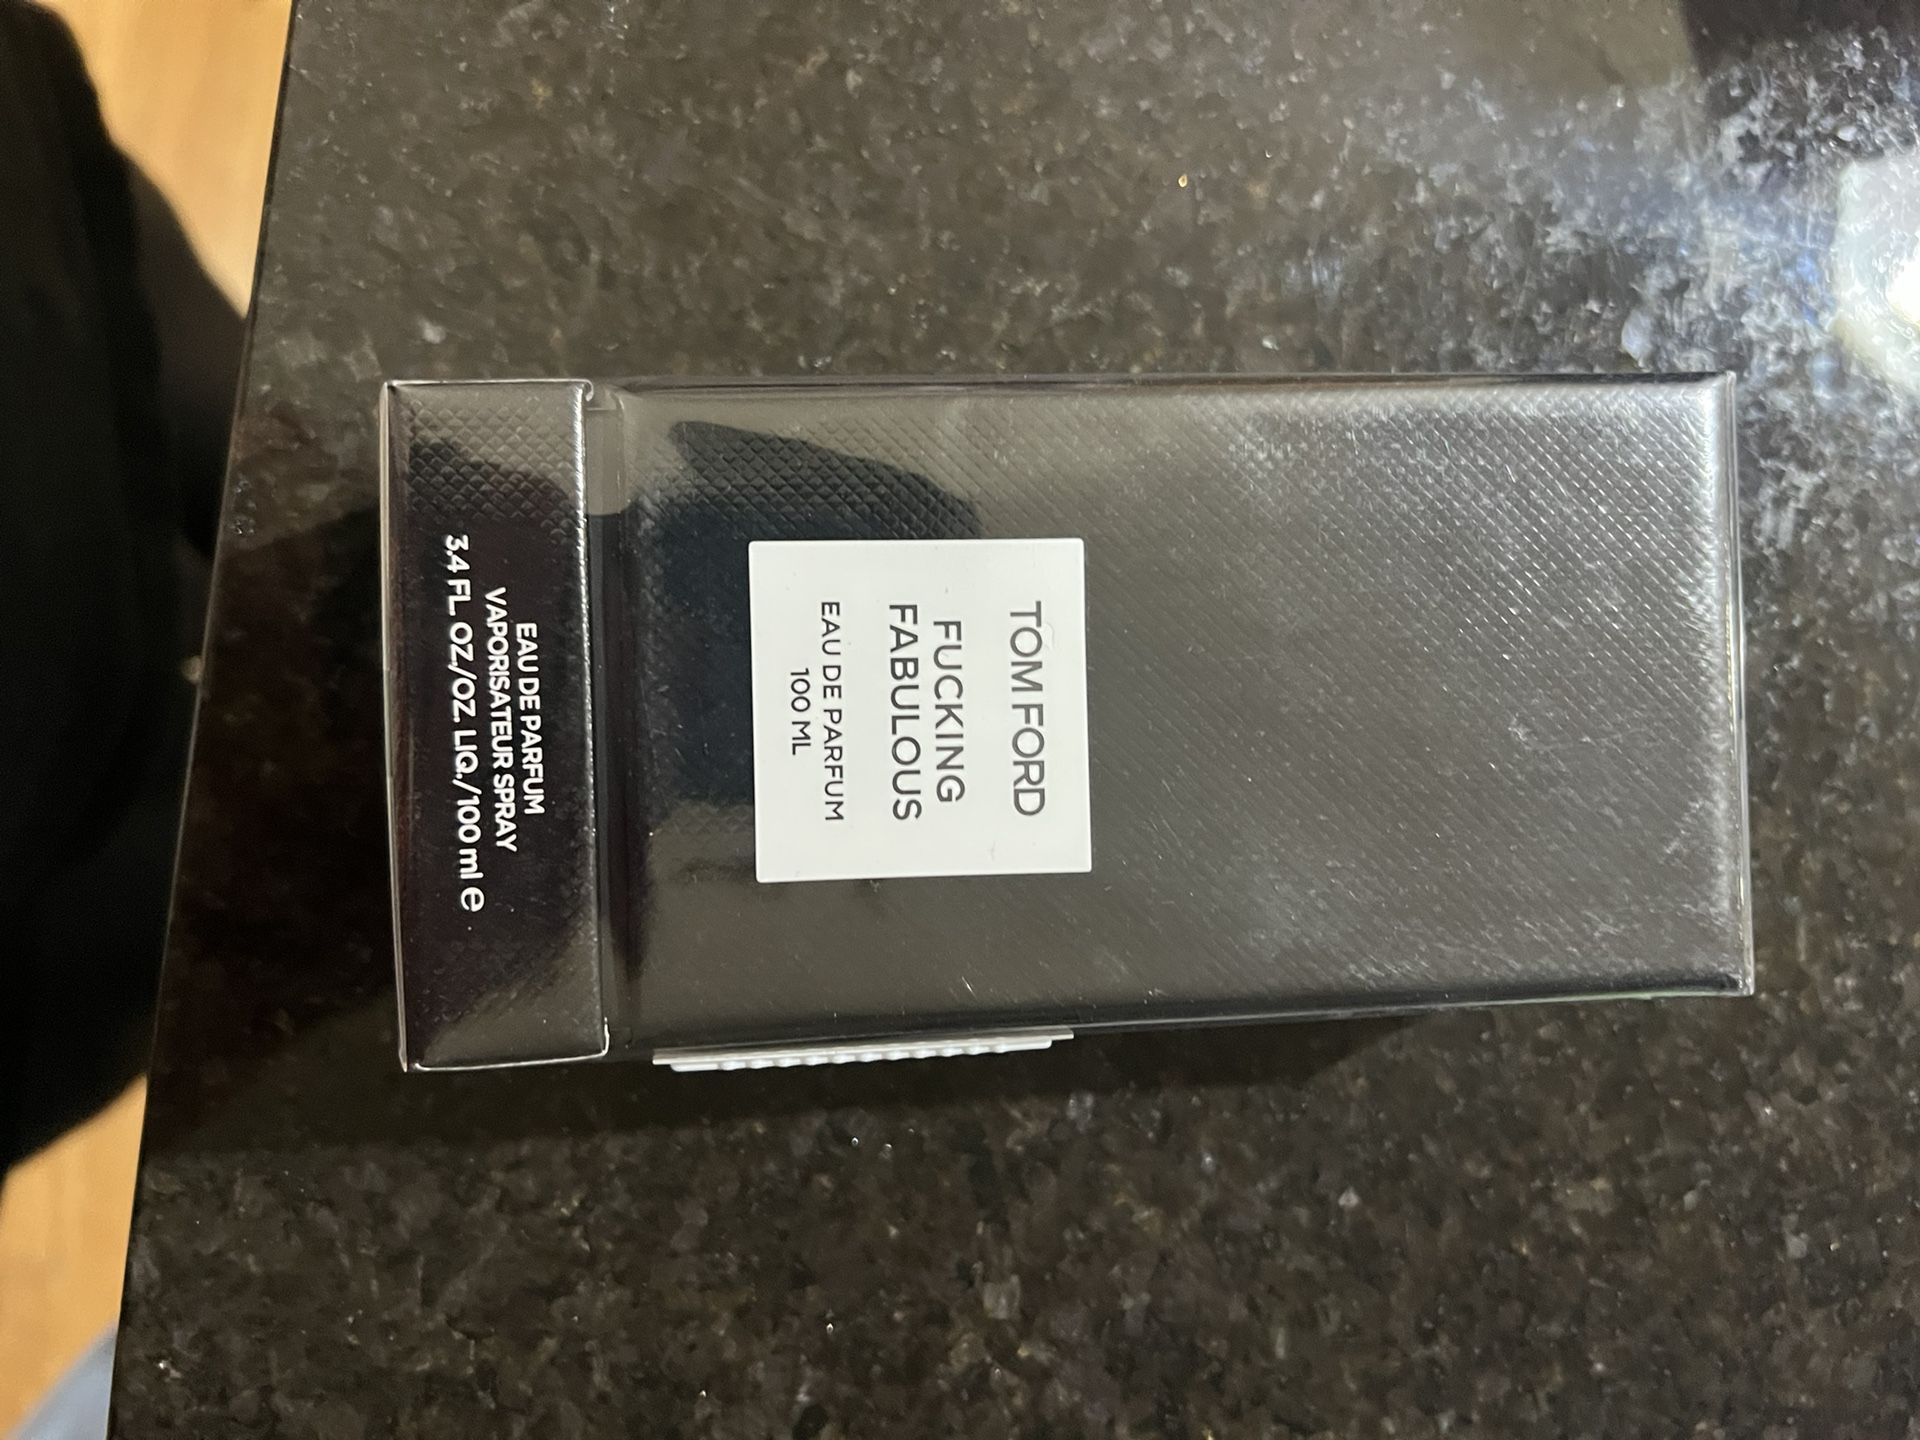 TOM FORD
FUCKING
FABULOUS
EAU DE PARFUM
100 ML
EAU DE PARFUM
VAPORISATEUR SPRAY
3.4 FL. OZ./OZ. LIQ./100 ml ℮